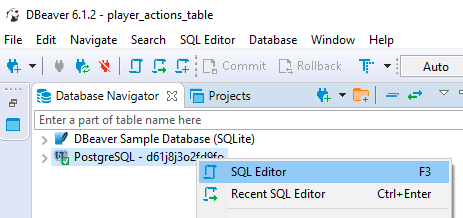 DBeaver 6.1.2 - player_actions_table
File Edit Navigate Search SQL Editor Database Window Help
Commit Rollback Auto
Database Navigator Projects
Enter a part of table name here
DBeaver Sample Database (SQLite)
PostgreSQL - d61j8j3o2fd9fo
SQL Editor F3
Recent SQL Editor Ctrl+Enter